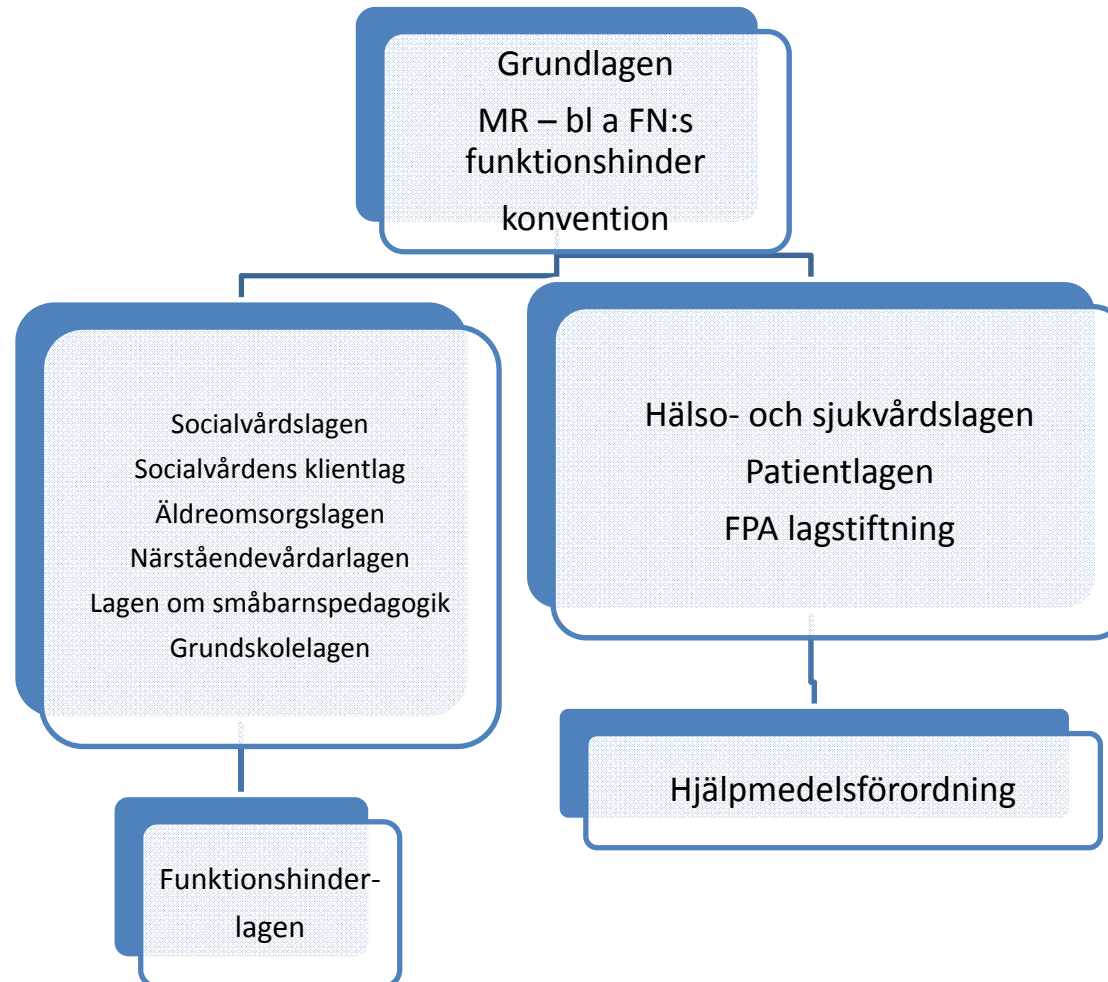 Grundlagen
MR – bl a FN:s
funktionshinder
konvention
Socialvårdslagen
Socialvårdens klientlag
Äldreomsorgslagen
Närståendevårdarlagen
Lagen om småbarnspedagogik
Grundskolelagen
Hälso- och sjukvårdslagen
Patientlagen
FPA lagstiftning
Hjälpmedelsförordning
Funktionshinder-
lagen